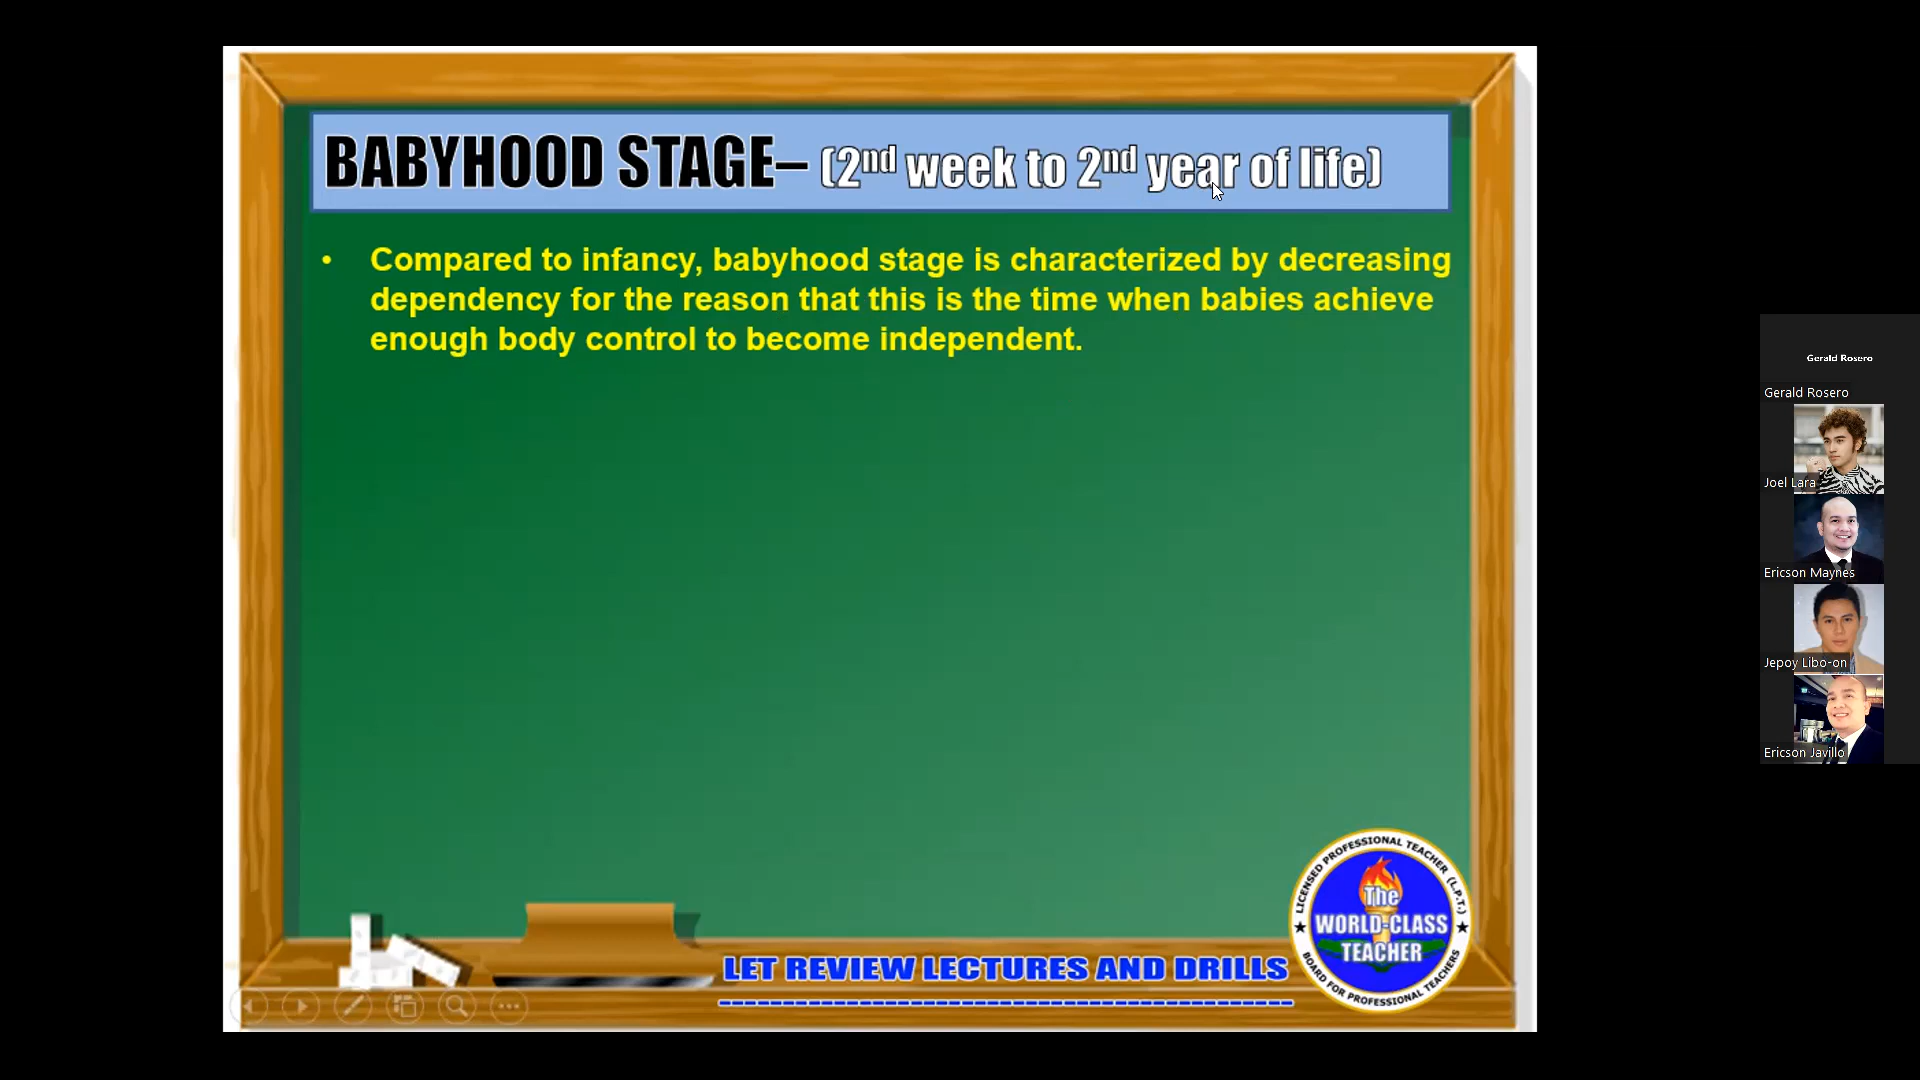 BABYHOOD STAGE– (2nd week to 2nd year of life)
• Compared to infancy, babyhood stage is characterized by decreasing
dependency for the reason that this is the time when babies achieve
enough body control to become independent.
LET REVIEW LECTURES AND DRILLS
LICENSED PROFESSIONAL TEACHER (L.P.T.)
The
WORLD-CLASS
TEACHER
BOARD FOR PROFESSIONAL TEACHERS
Gerald Rosero
Gerald Rosero
Joel Lara
Ericson Maynes
Jepoy Libo-on
Ericson Javillo